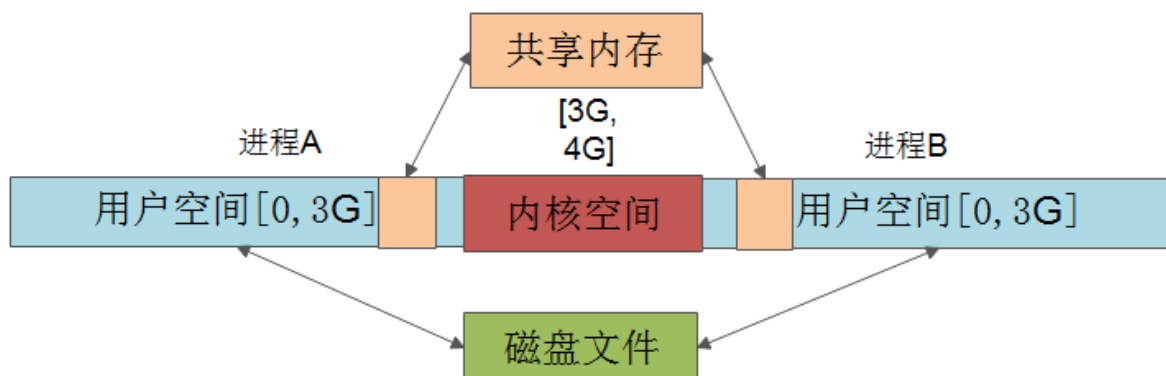 共享内存
[3G,
4G]
进程A
进程B
用户空间[0,3G]
内核空间
用户空间[0,3G]
磁盘文件